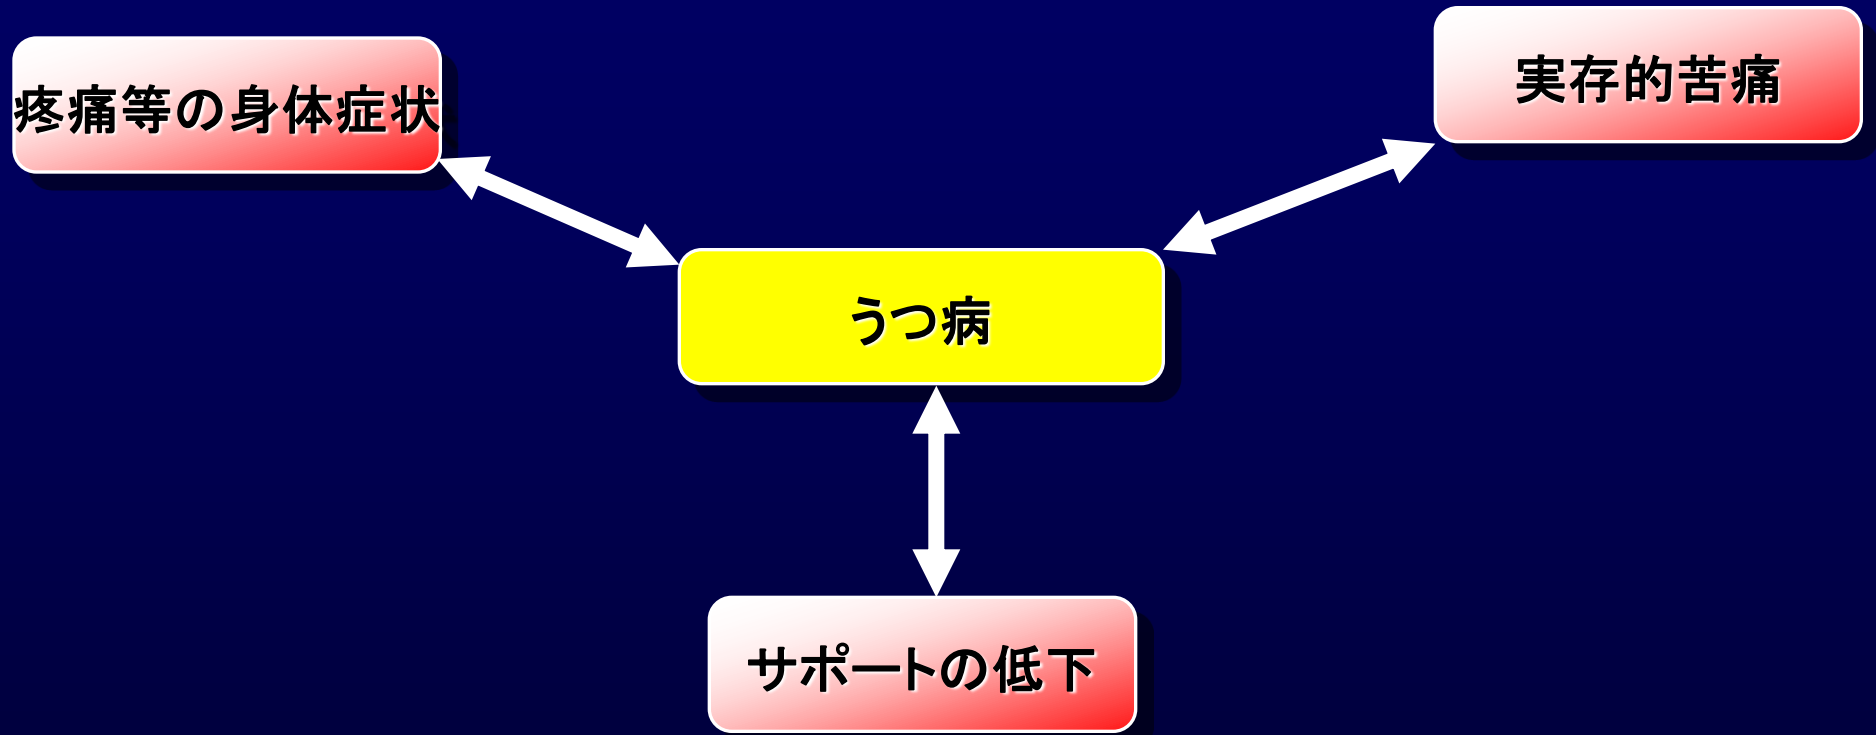 疼痛等の身体症状
実存的苦痛
うつ病
サポートの低下